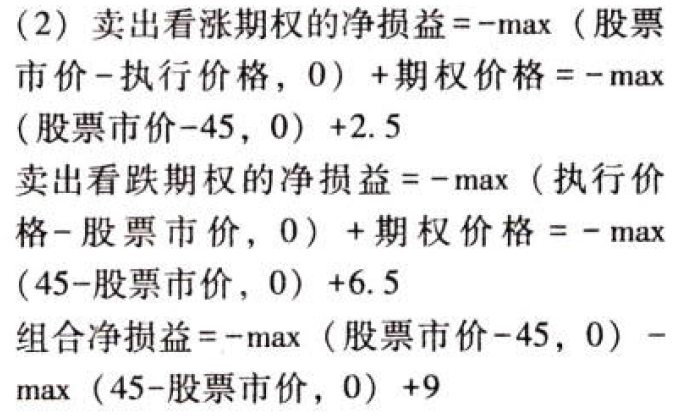 (2) 卖出看涨期权的净损益=-max (股票
市价-执行价格, 0) +期权价格=-max
(股票市价-45, 0) +2.5
卖出看跌期权的净损益=-max (执行价
格-股票市价, 0) +期权价格=-max
(45-股票市价, 0) +6.5
组合净损益=-max (股票市价-45, 0) -
max (45-股票市价, 0) +9